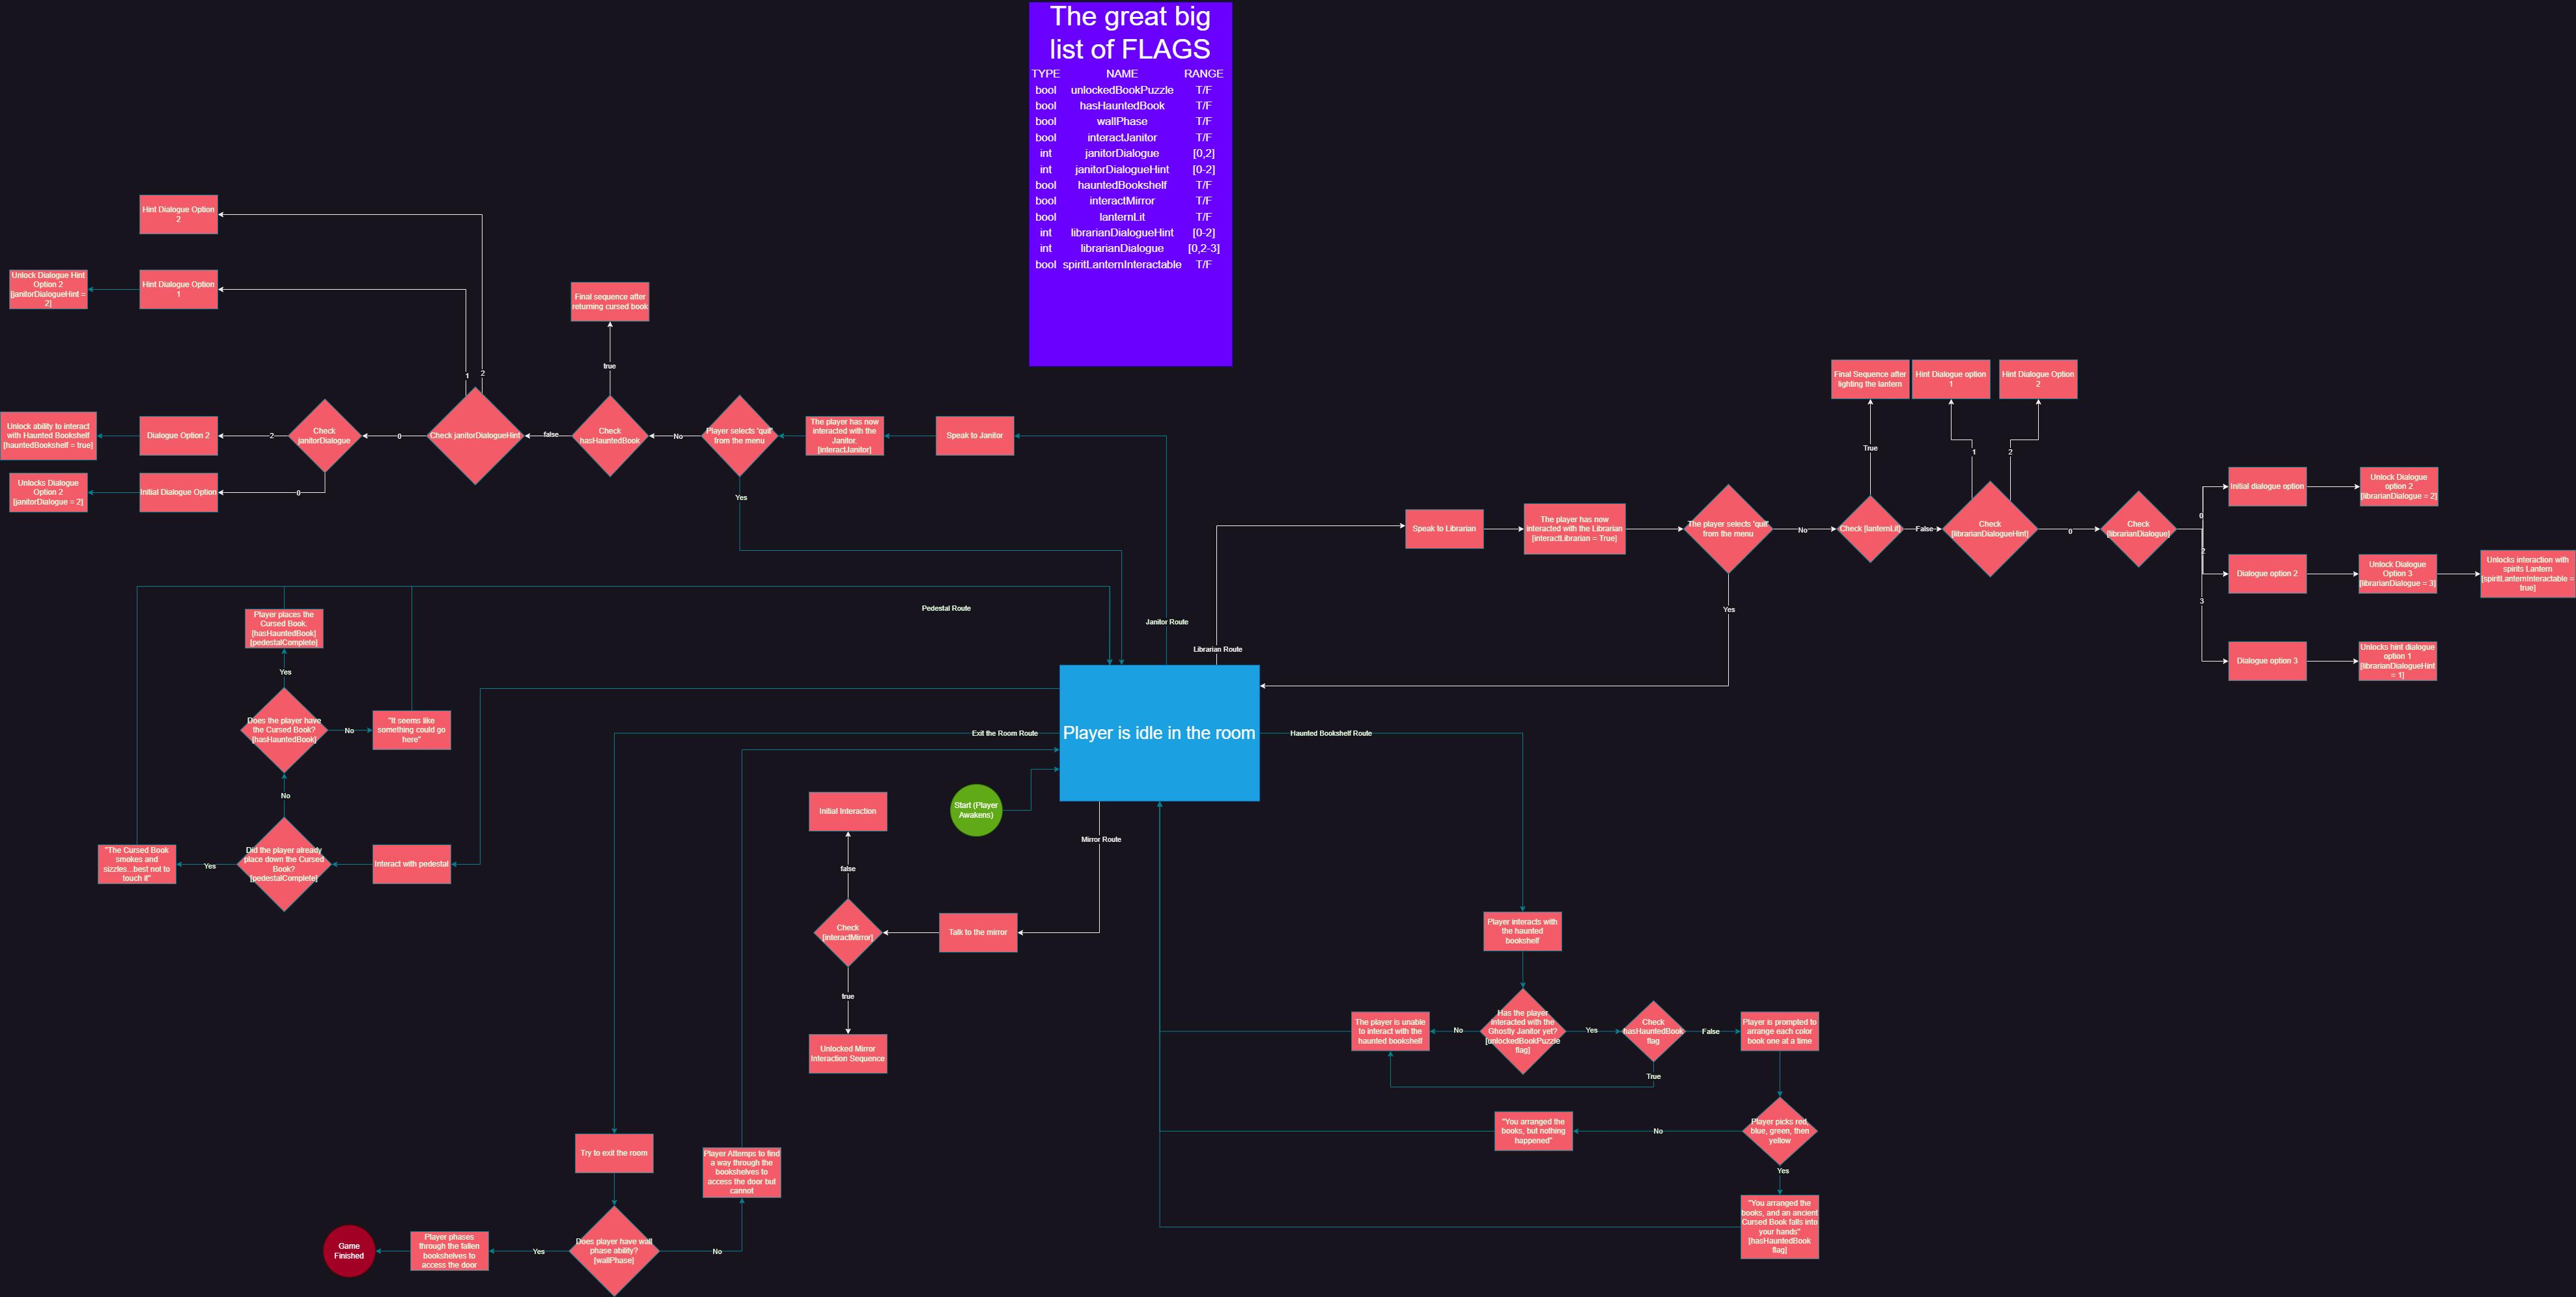 The great big
list of FLAGS
TYPE NAME RANGE
bool unlockedBookPuzzle T/F
bool hasHauntedBook T/F
bool wallPhase T/F
bool interactJanitor T/F
int janitorDialogue [0,2]
int janitorDialogueHint [0-2]
bool hauntedBookshelf T/F
bool interactMirror T/F
bool lanternLit T/F
int librarianDialogueHint [0-2]
int librarianDialogue [0,2-3]
bool spiritLanternInteractable T/F
Hint Dialogue Option
2
Unlock Dialogue Hint
Option 2
[janitorDialogueHint =
2]
Hint Dialogue Option
1
Final sequence after
returning cursed book
true
1
2
Unlock ability to interact
with Haunted Bookshelf
[hauntedBookshelf = true]
Dialogue Option 2
2
Check
janitorDialogue
0
Check janitorDialogueHint
false
Check
hasHauntedBook
No
Player selects 'quit'
from the menu
The player has now
interacted with the
Janitor.
[interactJanitor]
Speak to Janitor
Unlocks Dialogue
Option 2
[janitorDialogue = 2]
Initial Dialogue Option
0
Yes
Final Sequence after
lighting the lantern
Hint Dialogue option
1
Hint Dialogue Option
2
True
1
2
Speak to Librarian
The player has now
interacted with the Librarian
[interactLibrarian = True]
The player selects 'quit'
from the menu
No
Check [lanternLit]
False
Check
[librarianDialogueHint]
0
Check
[librarianDialogue]
0
2
3
Initial dialogue option
Unlock Dialogue
option 2
[librarianDialogue = 2]
Dialogue option 2
Unlock Dialogue
Option 3
[librarianDialogue = 3]
Unlocks interaction with
spirits Lantern
[spiritLanternInteractable =
true]
Dialogue option 3
Unlocks hint dialogue
option 1
[librarianDialogueHint
= 1]
Yes
Pedestal Route
Janitor Route
Librarian Route
Player places the
Cursed Book.
[hasHauntedBook]
[pedestalComplete]
Yes
Does the player have
the Cursed Book?
[hasHauntedBook]
No
"It seems like
something could go
here"
No
"The Cursed Book
smokes and
sizzles...best not to
touch it"
Yes
Did the player already
place down the Cursed
Book?
[pedestalComplete]
Interact with pedestal
Player is idle in the room
Exit the Room Route
Haunted Bookshelf Route
Start (Player
Awakens)
Mirror Route
Initial Interaction
false
Check
[interactMirror]
Talk to the mirror
true
Unlocked Mirror
Interaction Sequence
Player interacts with
the haunted
bookshelf
The player is unable
to interact with the
haunted bookshelf
No
Has the player
interacted with the
Ghostly Janitor yet?
[unlockedBookPuzzle
flag]
Yes
Check
hasHauntedBook
flag
False
Player is prompted to
arrange each color
book one at a time
True
"You arranged the
books, but nothing
happened"
No
Player picks red,
blue, green, then
yellow
Yes
"You arranged the
books, and an ancient
Cursed Book falls into
your hands"
[hasHauntedBook
flag]
Try to exit the room
Player Attemps to find
a way through the
bookshelves to
access the door but
cannot
Game
Finished
Player phases
through the fallen
bookshelves to
access the door
Yes
Does player have wall
phase ability?
[wallPhase]
No